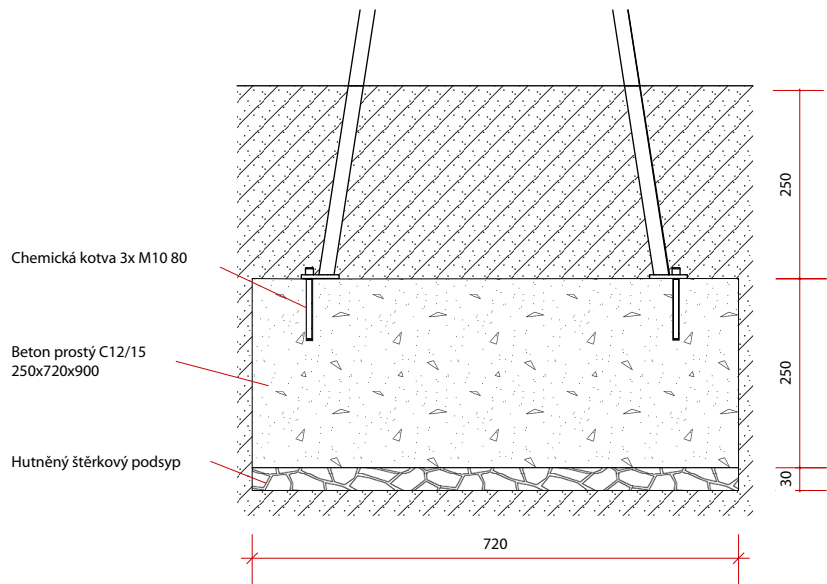 250
Chemická kotva 3x M10 80
Beton prostý C12/15
250x720x900
250
Hutněný štěrkový podsyp
30
720